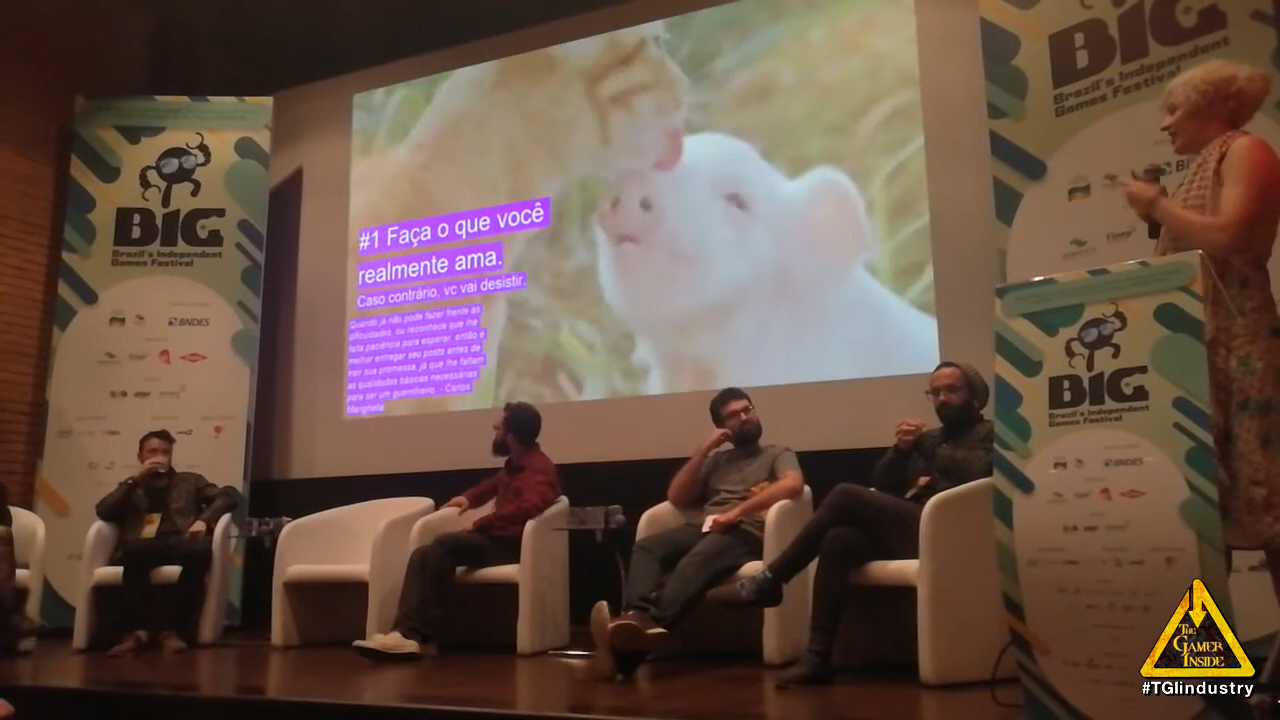 BIG
Brazil's Independent
Games Festival
BNDES
#1 Faça o que você
realmente ama.
Caso contrário, vc vai desistir.
Quando já não pode fazer frente às
dificuldades, ou reconhece que lhe
falta paciência para esperar, então é
melhor entregar seu posto antes de
trair sua promessa, já que lhe faltam
as qualidades básicas necessárias
para ser um guerrilheiro. - Carlos
Marighella
BIG
Brazil's Independent
Games Festival
BIG
Brazil's Independent
Games Festival
BNDES
THE
GAMER
INSIDE
#TGIindustry